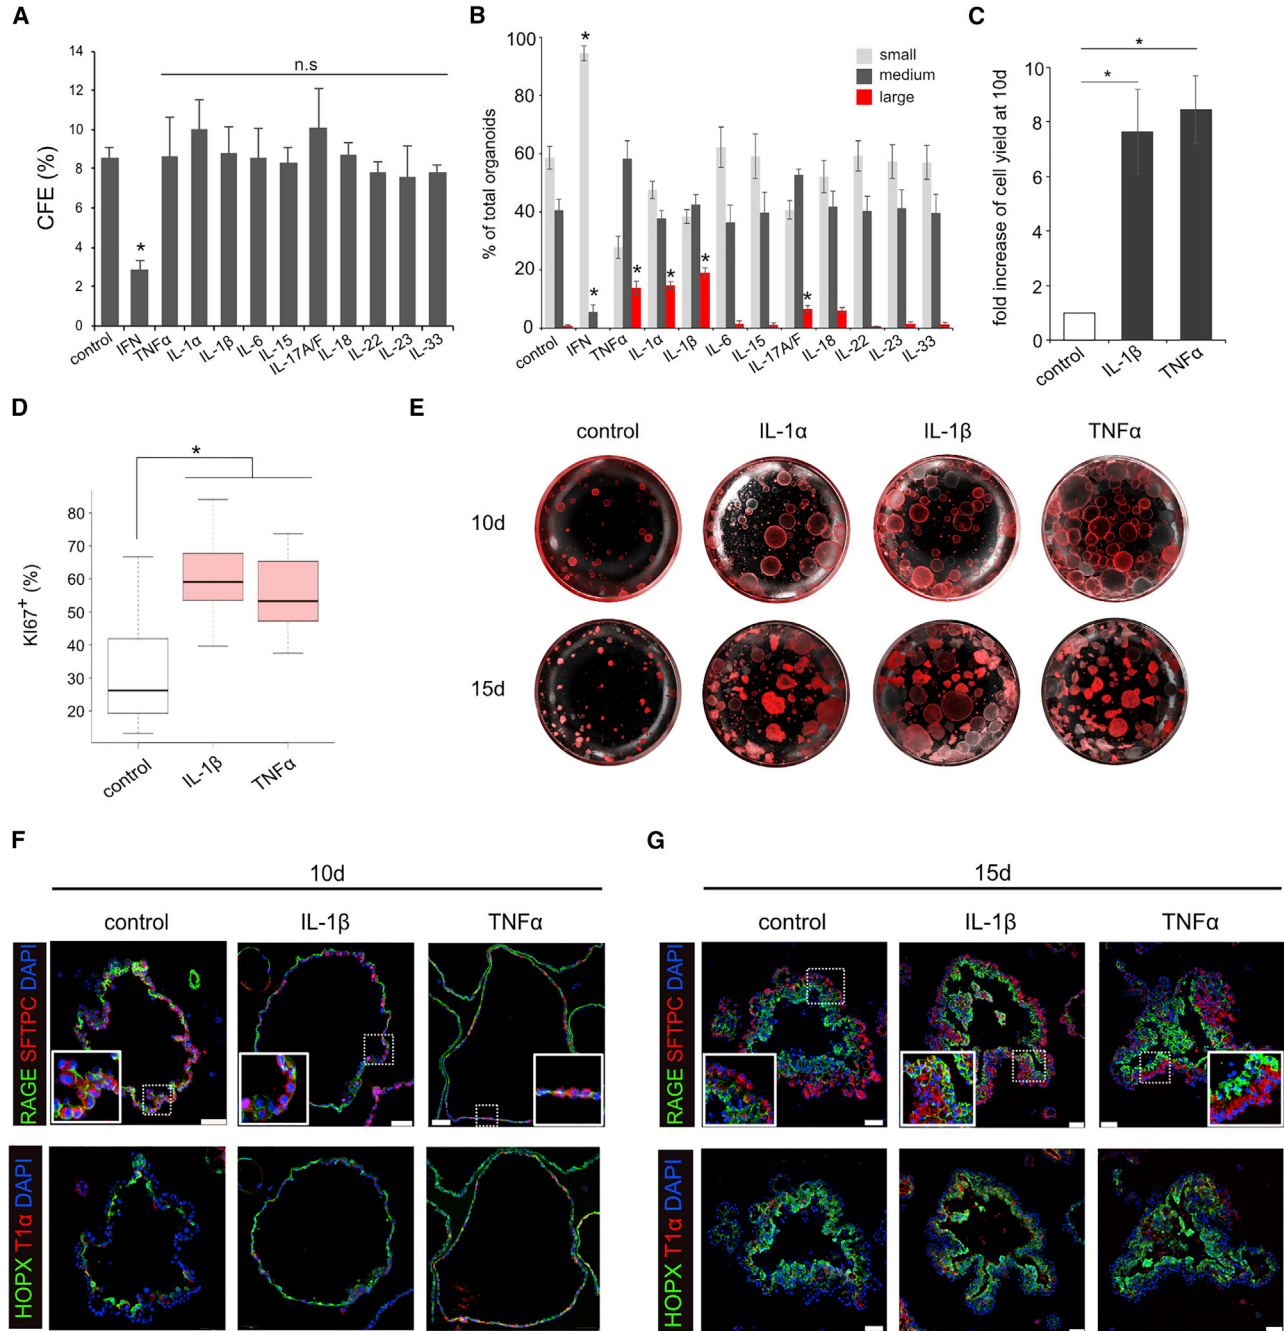 A
CFE (%)
14
12
10
8
6
4
2
0
n.s
*
control
IFN
TNFα
IL-1α
IL-1β
IL-6
IL-15
IL-17A/F
IL-18
IL-22
IL-23
IL-33
B
% of total organoids
100
80
60
40
20
0
small
medium
large
*
*
*
*
*
*
control
IFN
TNFα
IL-1α
IL-1β
IL-6
IL-15
IL-17A/F
IL-18
IL-22
IL-23
IL-33
C
fold increase of cell yield at 10d
10
8
6
4
2
0
*
*
control
IL-1β
TNFα
D
KI67+ (%)
80
70
60
50
40
30
20
*
control
IL-1β
TNFα
E
control IL-1α IL-1β TNFα
10d
15d
F
10d
control IL-1β TNFα
RAGE SFTPC DAPI
HOPX T1α DAPI
G
15d
control IL-1β TNFα
RAGE SFTPC DAPI
HOPX T1α DAPI